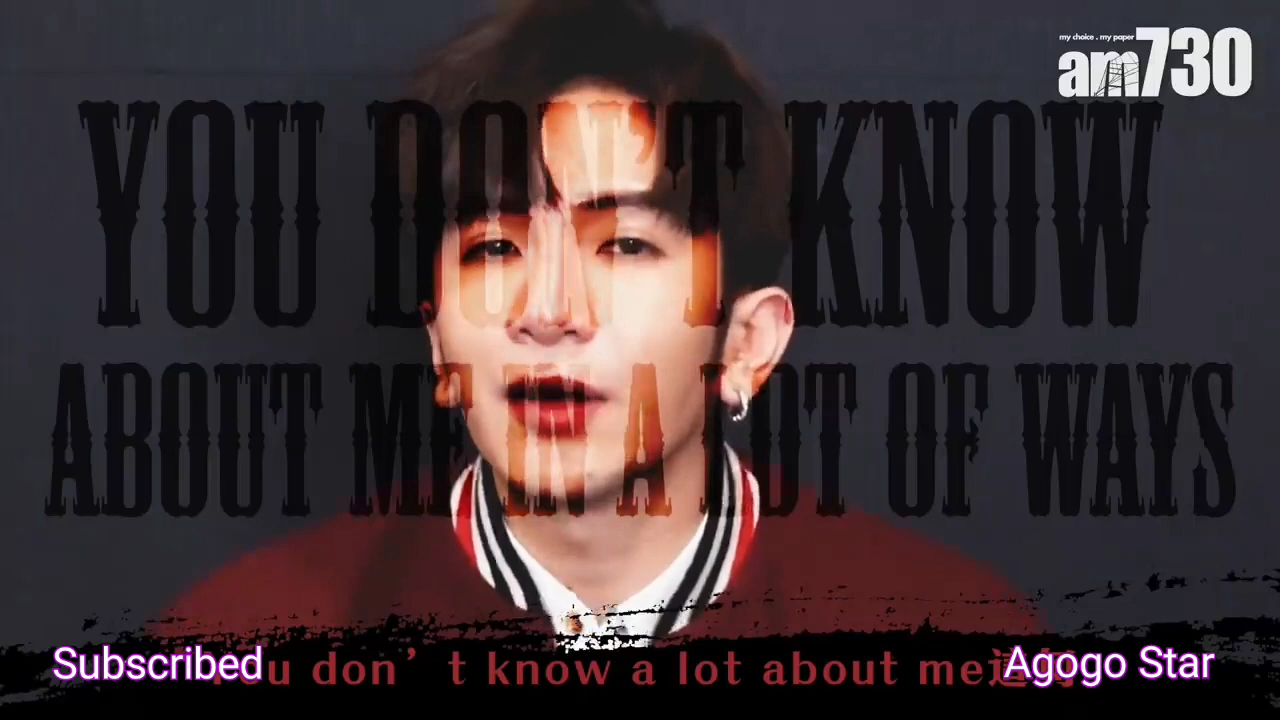 my choice . my paper
am730
YOU DON'T KNOW
ABOUT ME IN A LOT OF WAYS
Subscribed
don't know a lot about me
Agogo Star